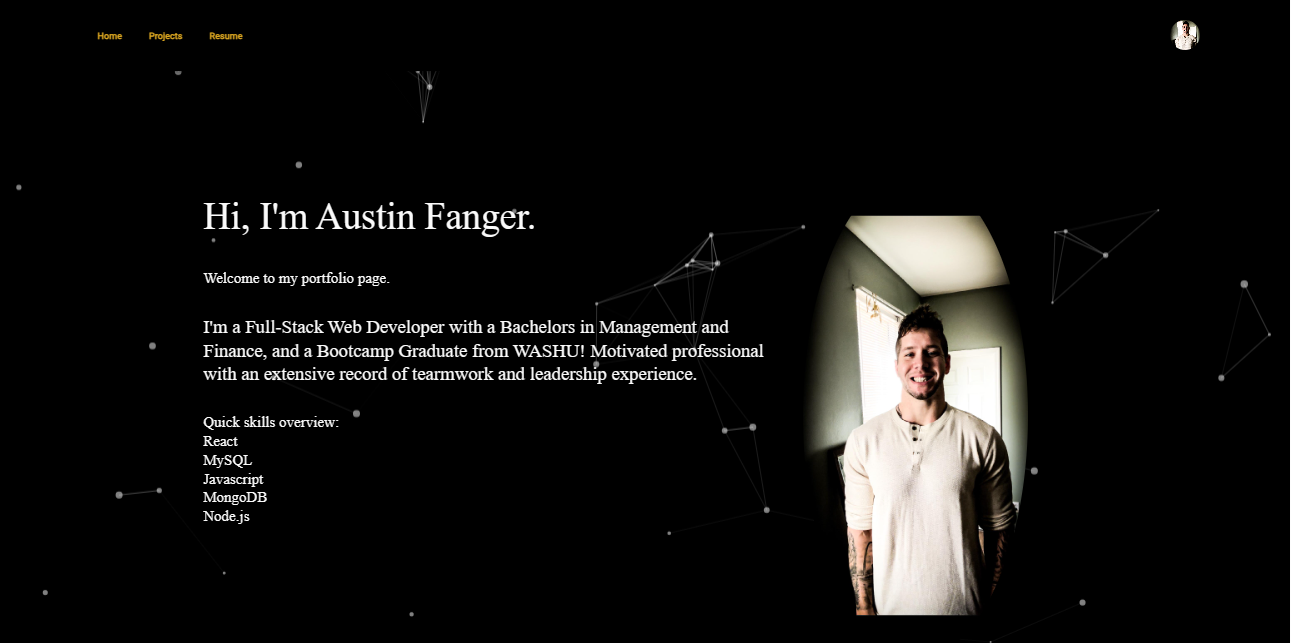 Home Projects Resume
Hi, I'm Austin Fanger.
Welcome to my portfolio page.
I'm a Full-Stack Web Developer with a Bachelors in Management and
Finance, and a Bootcamp Graduate from WASHU! Motivated professional
with an extensive record of tearmwork and leadership experience.
Quick skills overview:
React
MySQL
Javascript
MongoDB
Node.js